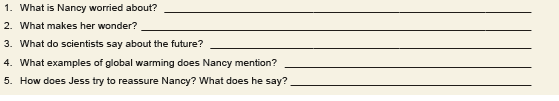 1. What is Nancy worried about?
2. What makes her wonder?
3. What do scientists say about the future?
4. What examples of global warming does Nancy mention?
5. How does Jess try to reassure Nancy? What does he say?